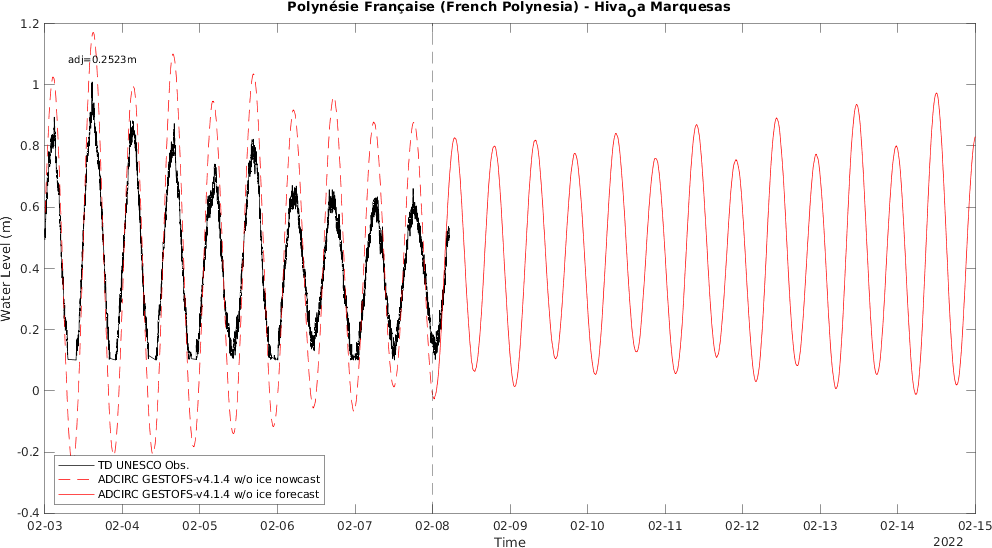 Polynésie Française (French Polynesia) - Hiva_Oa Marquesas
adj=0.2523m
1.2
1
0.8
0.6
0.4
0.2
0
-0.2
-0.4
Water Level (m)
TD UNESCO Obs.
ADCIRC GESTOFS-v4.1.4 w/o ice nowcast
ADCIRC GESTOFS-v4.1.4 w/o ice forecast
02-03 02-04 02-05 02-06 02-07 02-08 02-09 02-10 02-11 02-12 02-13 02-14 02-15
Time
2022